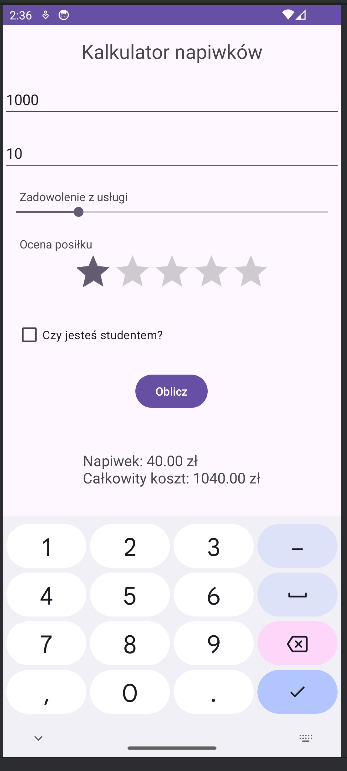 2:36
Kalkulator napiwków
1000
10
Zadowolenie z usługi
Ocena posiłku
Czy jesteś studentem?
Oblicz
Napiwek: 40.00 zł
Całkowity koszt: 1040.00 zł
1 2 3 –
4 5 6
7 8 9
, 0 .